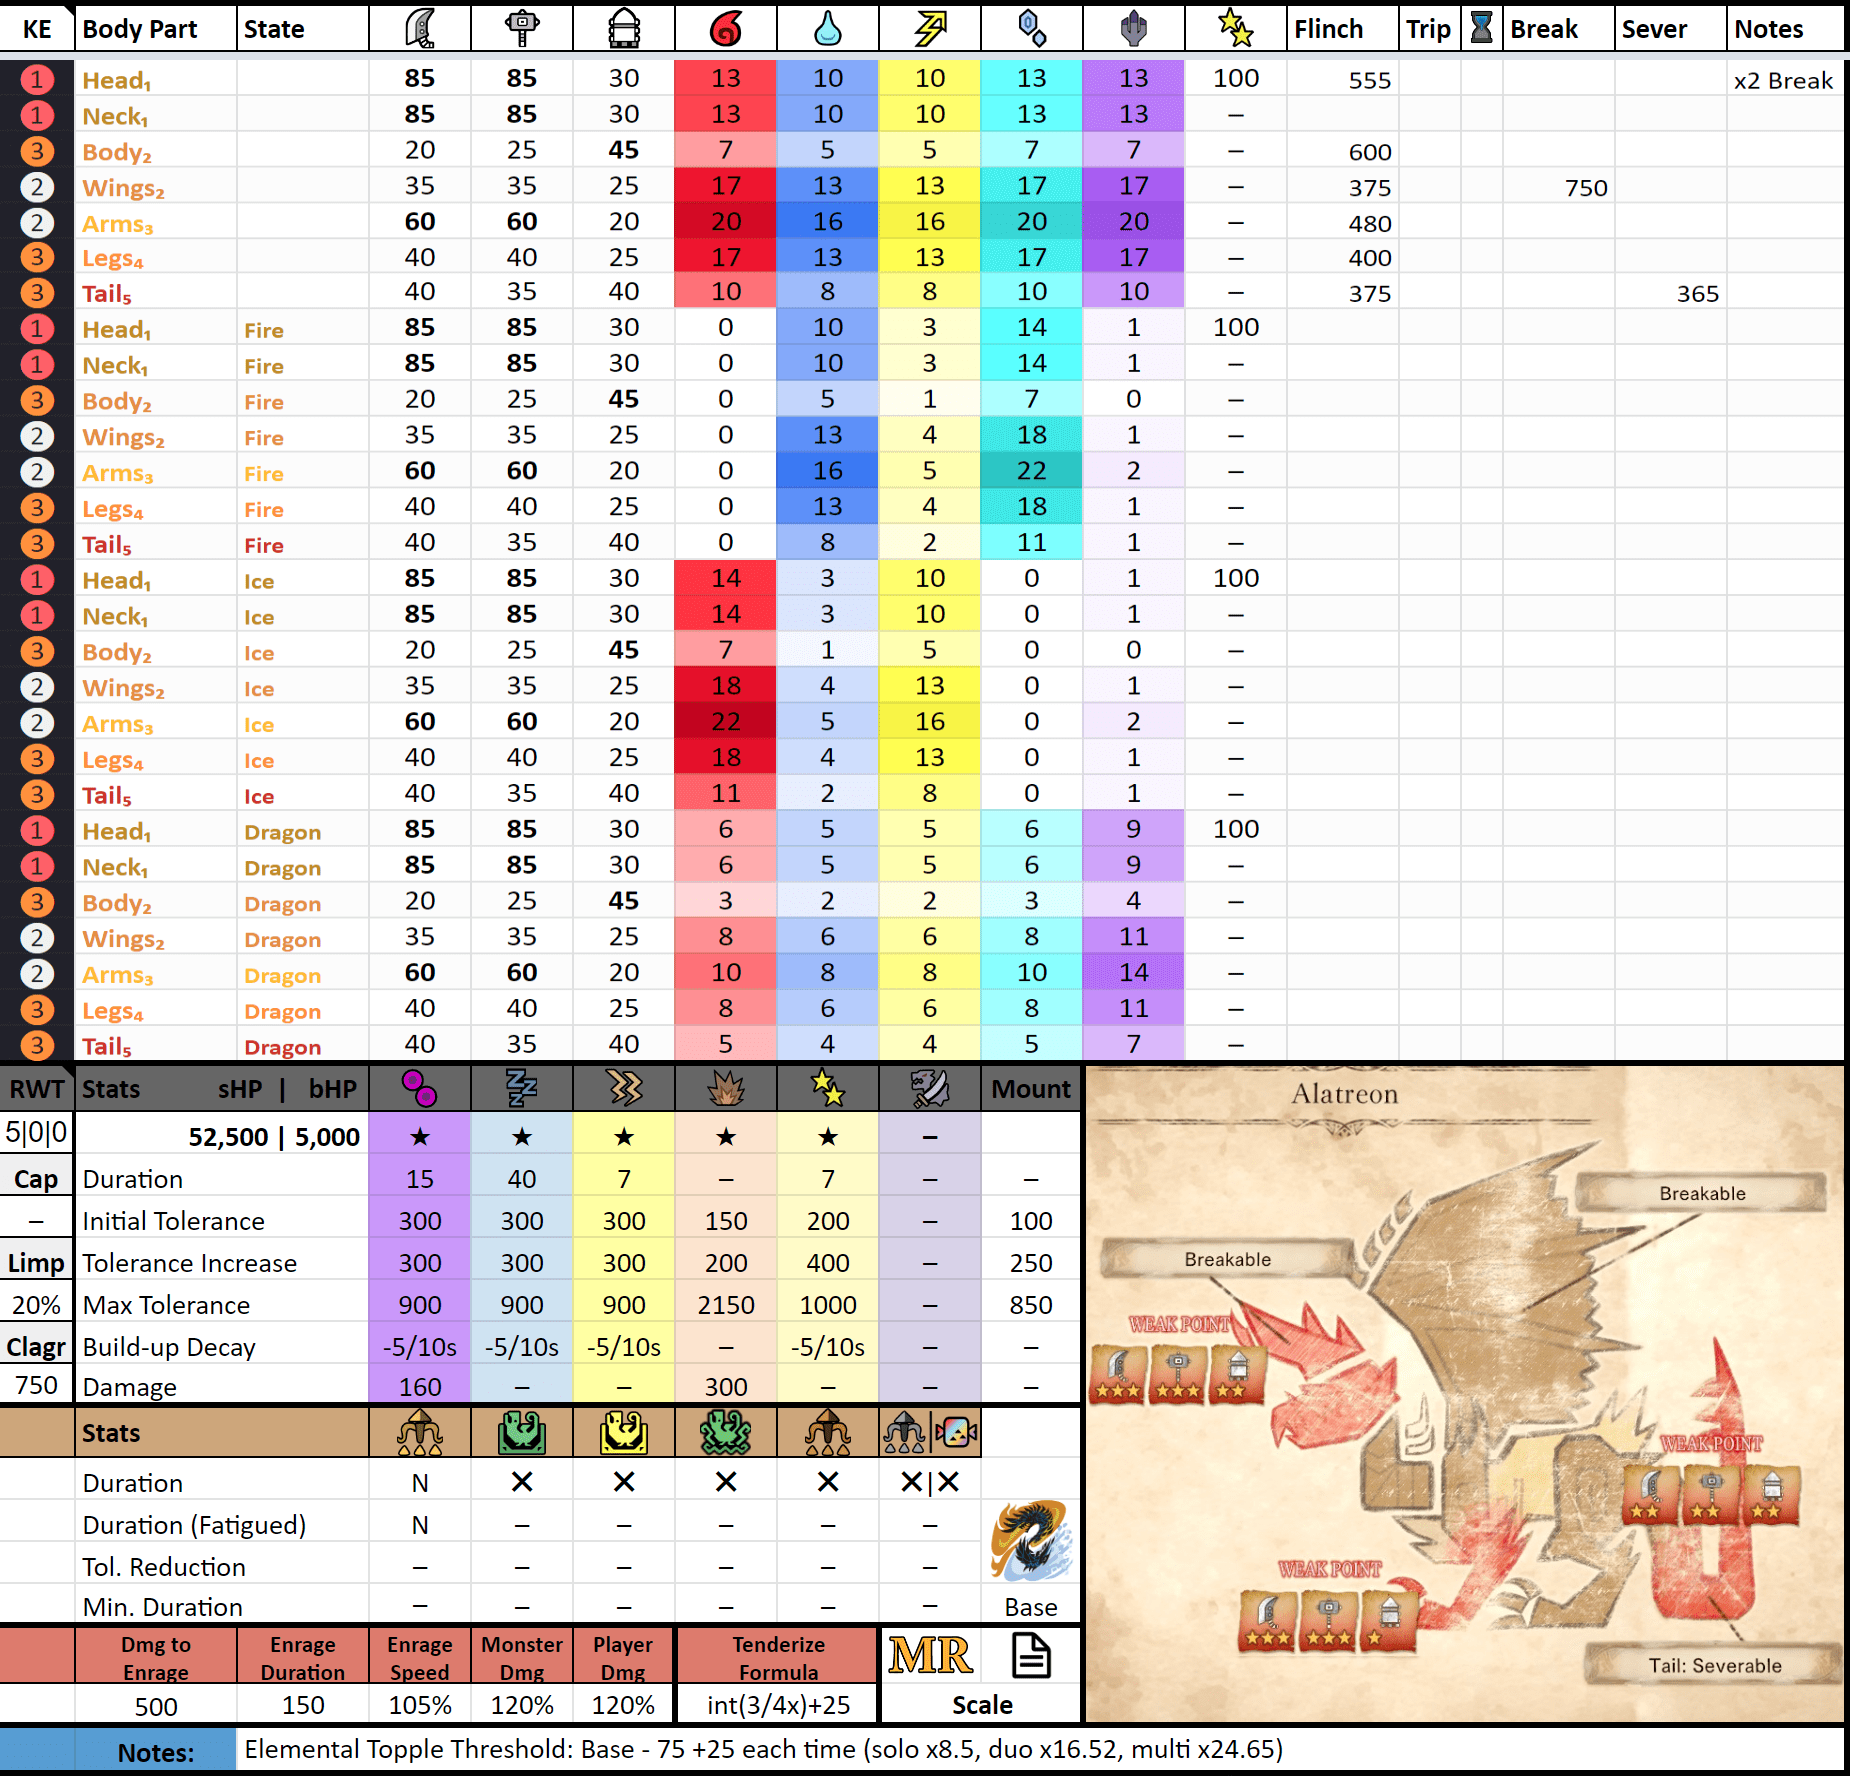 KE Body Part State Flinch Trip Break Sever Notes
1 Head₁ 85 85 30 13 10 10 13 13 100 555 x2 Break
1 Neck₁ 85 85 30 13 10 10 13 13 –
3 Body₂ 20 25 45 7 5 5 7 7 – 600
2 Wings₂ 35 35 25 17 13 13 17 17 – 375 750
2 Arms₃ 60 60 20 20 16 16 20 20 – 480
3 Legs₄ 40 40 25 17 13 13 17 17 – 400
3 Tail₅ 40 35 40 10 8 8 10 10 – 375 365
1 Head₁ Fire 85 85 30 0 10 3 14 1 100
1 Neck₁ Fire 85 85 30 0 10 3 14 1 –
3 Body₂ Fire 20 25 45 0 5 1 7 0 –
2 Wings₂ Fire 35 35 25 0 13 4 18 1 –
2 Arms₃ Fire 60 60 20 0 16 5 22 2 –
3 Legs₄ Fire 40 40 25 0 13 4 18 1 –
3 Tail₅ Fire 40 35 40 0 8 2 11 1 –
1 Head₁ Ice 85 85 30 14 3 10 0 1 100
1 Neck₁ Ice 85 85 30 14 3 10 0 1 –
3 Body₂ Ice 20 25 45 7 1 5 0 0 –
2 Wings₂ Ice 35 35 25 18 4 13 0 1 –
2 Arms₃ Ice 60 60 20 22 5 16 0 2 –
3 Legs₄ Ice 40 40 25 18 4 13 0 1 –
3 Tail₅ Ice 40 35 40 11 2 8 0 1 –
1 Head₁ Dragon 85 85 30 6 5 5 6 9 100
1 Neck₁ Dragon 85 85 30 6 5 5 6 9 –
3 Body₂ Dragon 20 25 45 3 2 2 3 4 –
2 Wings₂ Dragon 35 35 25 8 6 6 8 11 –
2 Arms₃ Dragon 60 60 20 10 8 8 10 14 –
3 Legs₄ Dragon 40 40 25 8 6 6 8 11 –
3 Tail₅ Dragon 40 35 40 5 4 4 5 7 –
RWT Stats sHP | bHP Mount
5|0|0 52,500 | 5,000 ★ ★ ★ ★ ★ –
Cap Duration 15 40 7 – 7 – –
– Initial Tolerance 300 300 300 150 200 – 100
Limp Tolerance Increase 300 300 300 200 400 – 250
20% Max Tolerance 900 900 900 2150 1000 – 850
Clagr Build-up Decay -5/10s -5/10s -5/10s – -5/10s – –
750 Damage 160 – – 300 – – –
Stats
Duration N ✕ ✕ ✕ ✕ ✕|✕
Duration (Fatigued) N – – – – –
Tol. Reduction – – – – – –
Min. Duration – – – – – – Base
Dmg to Enrage Enrage Duration Enrage Speed Monster Dmg Player Dmg Tenderize Formula MR
500 150 105% 120% 120% int(3/4x)+25 Scale
Notes: Elemental Topple Threshold: Base - 75 +25 each time (solo x8.5, duo x16.52, multi x24.65)
Alatreon
Breakable
Breakable
WEAK POINT
WEAK POINT
WEAK POINT
Tail: Severable